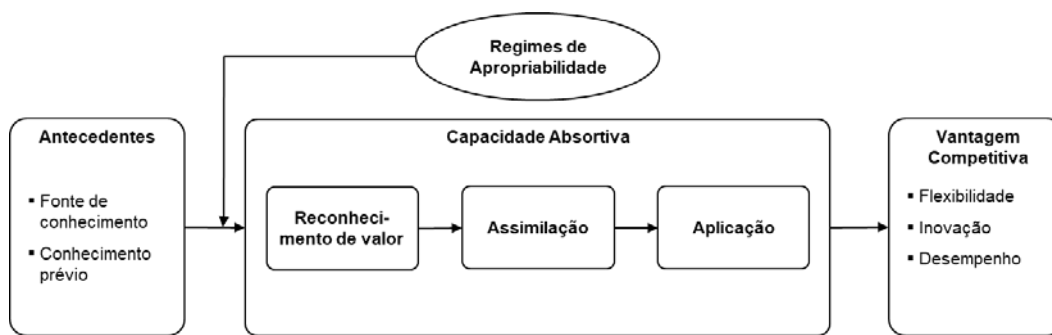 Regimes de
Apropriabilidade
Antecedentes
▪ Fonte de
conhecimento
▪ Conhecimento
prévio
Capacidade Absortiva
Reconheci-
mento de valor
Assimilação
Aplicação
Vantagem
Competitiva
▪ Flexibilidade
▪ Inovação
▪ Desempenho